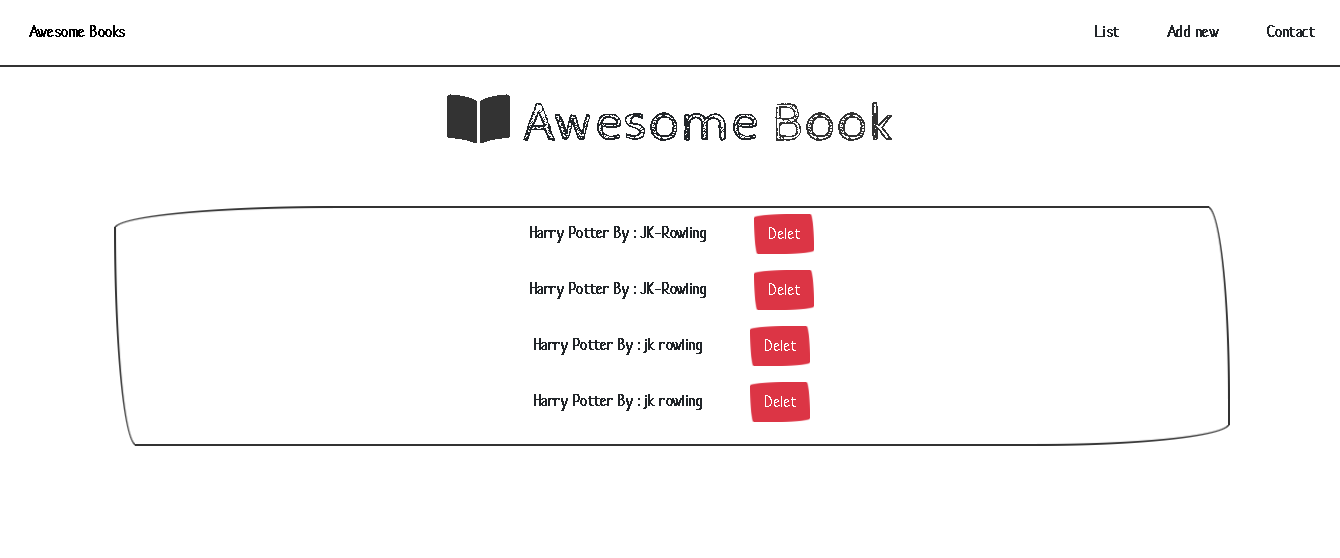 Awesome Books List Add new Contact
Awesome Book
Harry Potter By : JK-Rowling Delet
Harry Potter By : JK-Rowling Delet
Harry Potter By : jk rowling Delet
Harry Potter By : jk rowling Delet